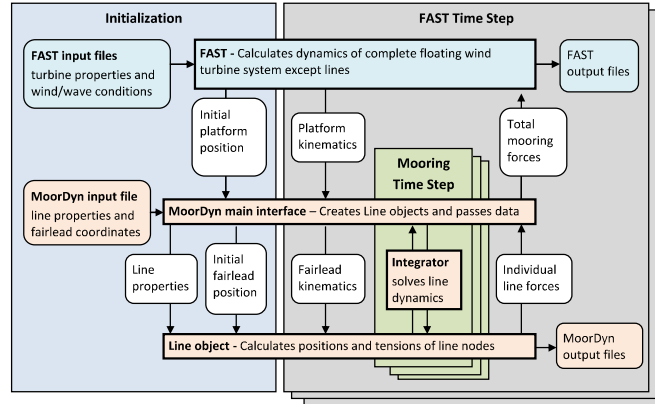 Initialization
FAST Time Step
FAST input files
turbine properties and
wind/wave conditions
FAST - Calculates dynamics of complete floating wind
turbine system except lines
FAST
output files
Initial
platform
position
Platform
kinematics
Total
mooring
forces
Mooring
Time Step
MoorDyn input file
line properties and
fairlead coordinates
MoorDyn main interface – Creates Line objects and passes data
Line
properties
Initial
fairlead
position
Fairlead
kinematics
Integrator
solves line
dynamics
Individual
line forces
Line object - Calculates positions and tensions of line nodes
MoorDyn
output files